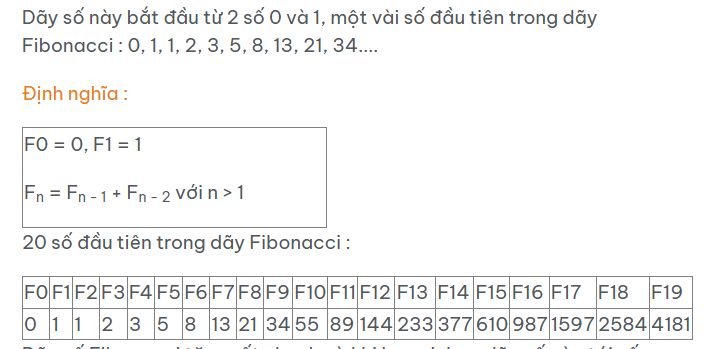 Dãy số này bắt đầu từ 2 số 0 và 1, một vài số đầu tiên trong dãy
Fibonacci : 0, 1, 1, 2, 3, 5, 8, 13, 21, 34....
Định nghĩa :
F0 = 0, F1 = 1
Fn = Fn - 1 + Fn - 2 với n > 1
20 số đầu tiên trong dãy Fibonacci :
F0 F1 F2 F3 F4 F5 F6 F7 F8 F9 F10 F11 F12 F13 F14 F15 F16 F17 F18 F19
0 1 1 2 3 5 8 13 21 34 55 89 144 233 377 610 987 1597 2584 4181